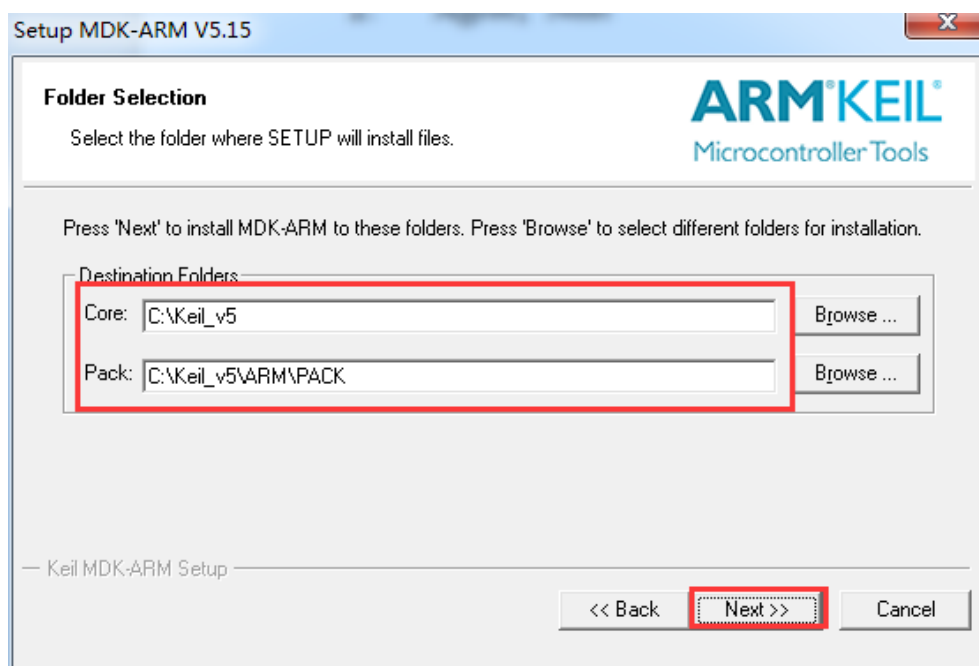 Setup MDK-ARM V5.15
Folder Selection
Select the folder where SETUP will install files.
ARM®KEIL®
Microcontroller Tools
Press 'Next' to install MDK-ARM to these folders. Press 'Browse' to select different folders for installation.
Destination Folders
Core: C:\Keil_v5 Browse ...
Pack: C:\Keil_v5\ARM\PACK Browse ...
Keil MDK-ARM Setup
<< Back Next >> Cancel